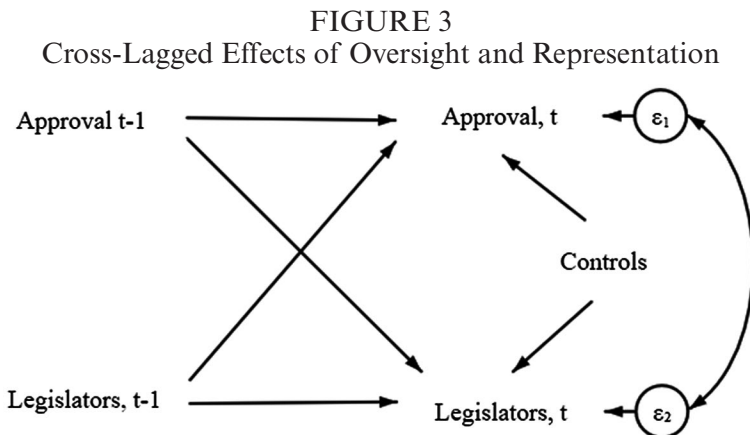 FIGURE 3
Cross-Lagged Effects of Oversight and Representation
Approval t-1
Approval, t
ε₁
Controls
Legislators, t-1
Legislators, t
ε₂